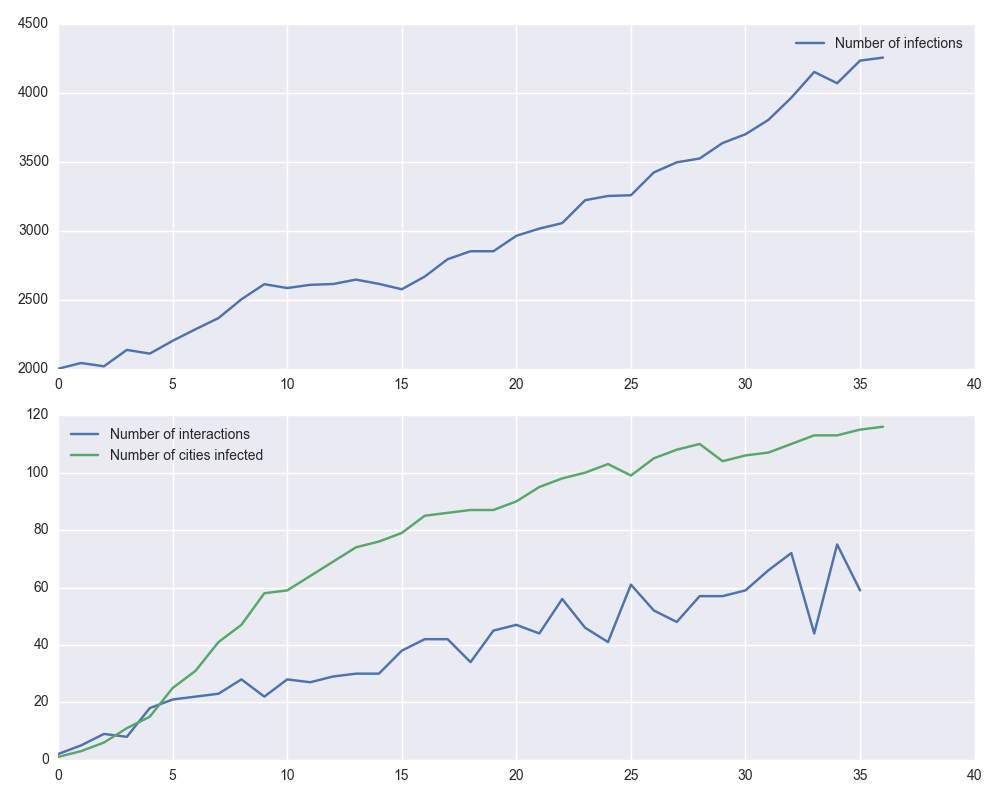 4500
Number of infections
4000
3500
3000
2500
2000
0 5 10 15 20 25 30 35 40
120
Number of interactions
Number of cities infected
100
80
60
40
20
0
0 5 10 15 20 25 30 35 40